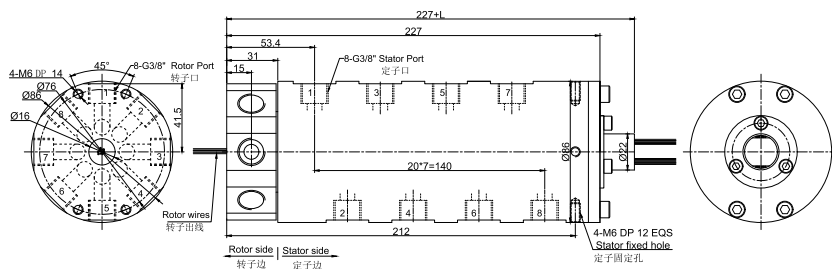 227+L
227
53.4
31
15
8-G3/8" Stator Port
定子口
45°
8-G3/8" Rotor Port
转子口
4-M6 DP 14
Ø76
Ø86
Ø16
41.5
1
2
3
4
5
6
7
8
1
3
5
7
20*7=140
Ø86
Ø22
2
4
6
8
Rotor wires
转子出线
212
Rotor side
转子边
Stator side
定子边
4-M6 DP 12 EQS
Stator fixed hole
定子固定孔